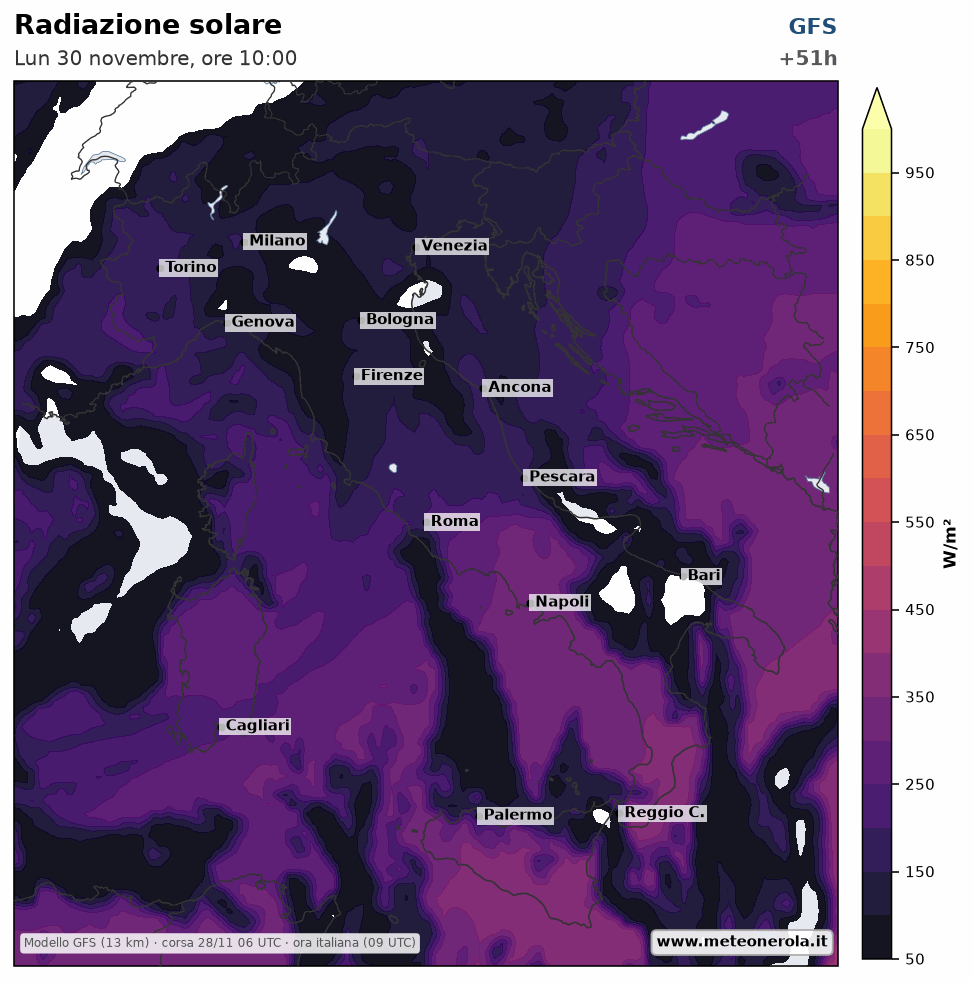 Radiazione solare
GFS
Lun 30 novembre, ore 10:00
+51h
Milano
Venezia
Torino
Genova
Bologna
Firenze
Ancona
Pescara
Roma
Bari
Napoli
Cagliari
Palermo
Reggio C.
950
850
750
650
550
450
350
250
150
50
W/m²
Modello GFS (13 km) · corsa 28/11 06 UTC · ora italiana (09 UTC)
www.meteonerola.it